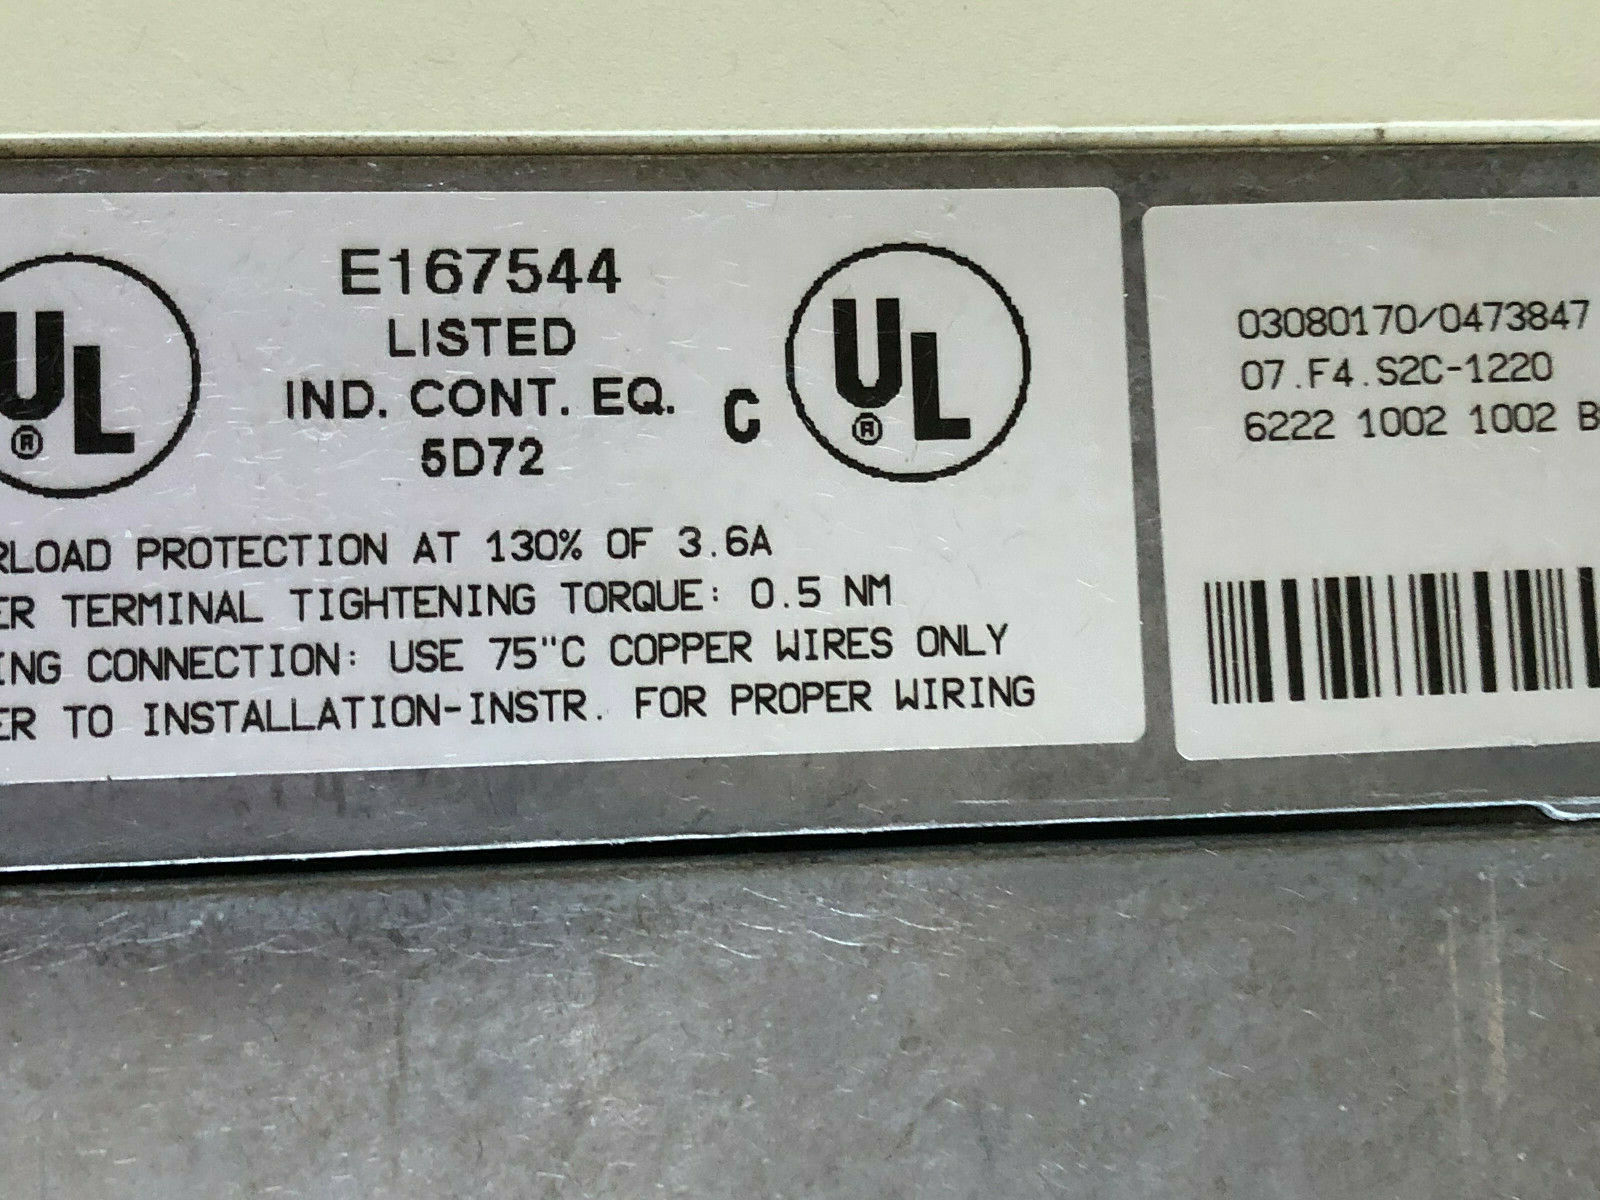 UL®
E167544
LISTED
IND. CONT. EQ.
5D72
C UL®
RLOAD PROTECTION AT 130% OF 3.6A
ER TERMINAL TIGHTENING TORQUE: 0.5 NM
ING CONNECTION: USE 75"C COPPER WIRES ONLY
ER TO INSTALLATION-INSTR. FOR PROPER WIRING
03080170/0473847
07.F4.S2C-1220
6222 1002 1002 B